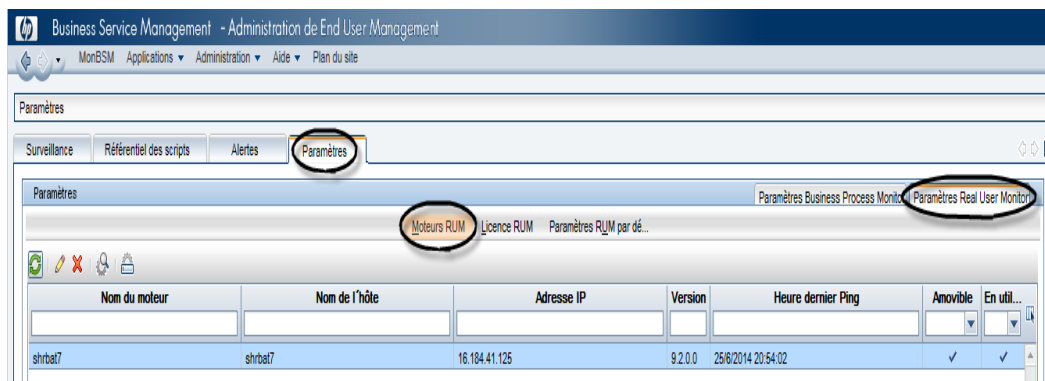 hp Business Service Management - Administration de End User Management
MonBSM Applications Administration Aide Plan du site
Paramètres
Surveillance Référentiel des scripts Alertes Paramètres
Paramètres Paramètres Business Process Monitor Paramètres Real User Monitor
Moteurs RUM Licence RUM Paramètres RUM par dé...
Nom du moteur Nom de l´hôte Adresse IP Version Heure dernier Ping Amovible En util...
shrbat7 shrbat7 16.184.41.125 9.2.0.0 25/6/2014 20:54:02